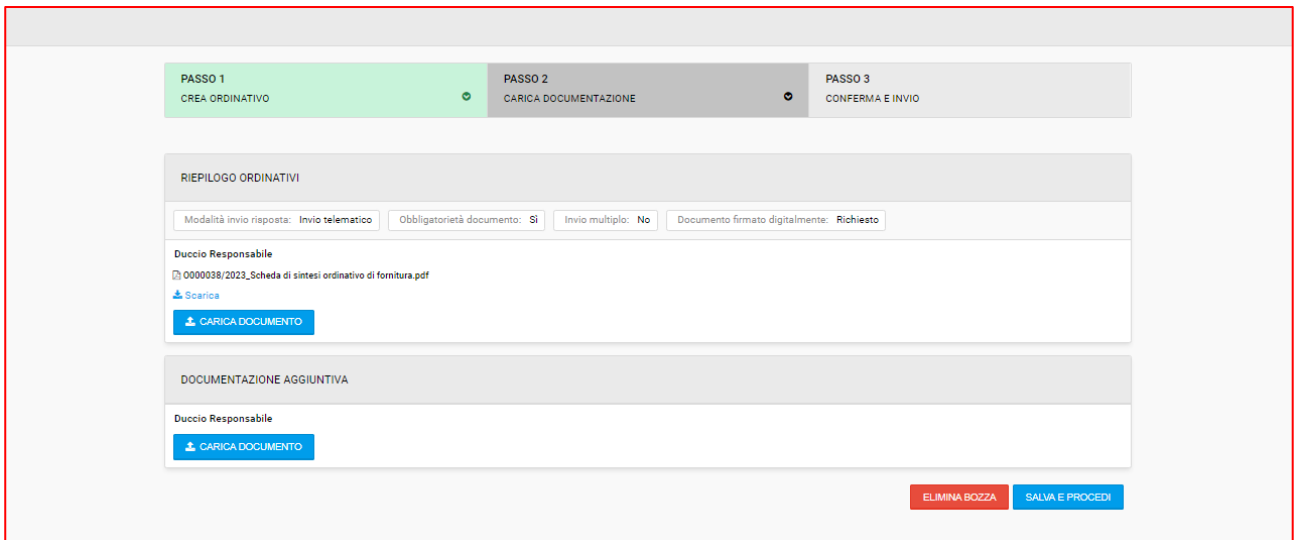 PASSO 1
CREA ORDINATIVO
PASSO 2
CARICA DOCUMENTAZIONE
PASSO 3
CONFERMA E INVIO
RIEPILOGO ORDINATIVI
Modalità invio risposta: Invio telematico Obbligatorietà documento: Sì Invio multiplo: No Documento firmato digitalmente: Richiesto
Duccio Responsabile
O000038/2023_Scheda di sintesi ordinativo di fornitura.pdf
Scarica
CARICA DOCUMENTO
DOCUMENTAZIONE AGGIUNTIVA
Duccio Responsabile
CARICA DOCUMENTO
ELIMINA BOZZA SALVA E PROCEDI